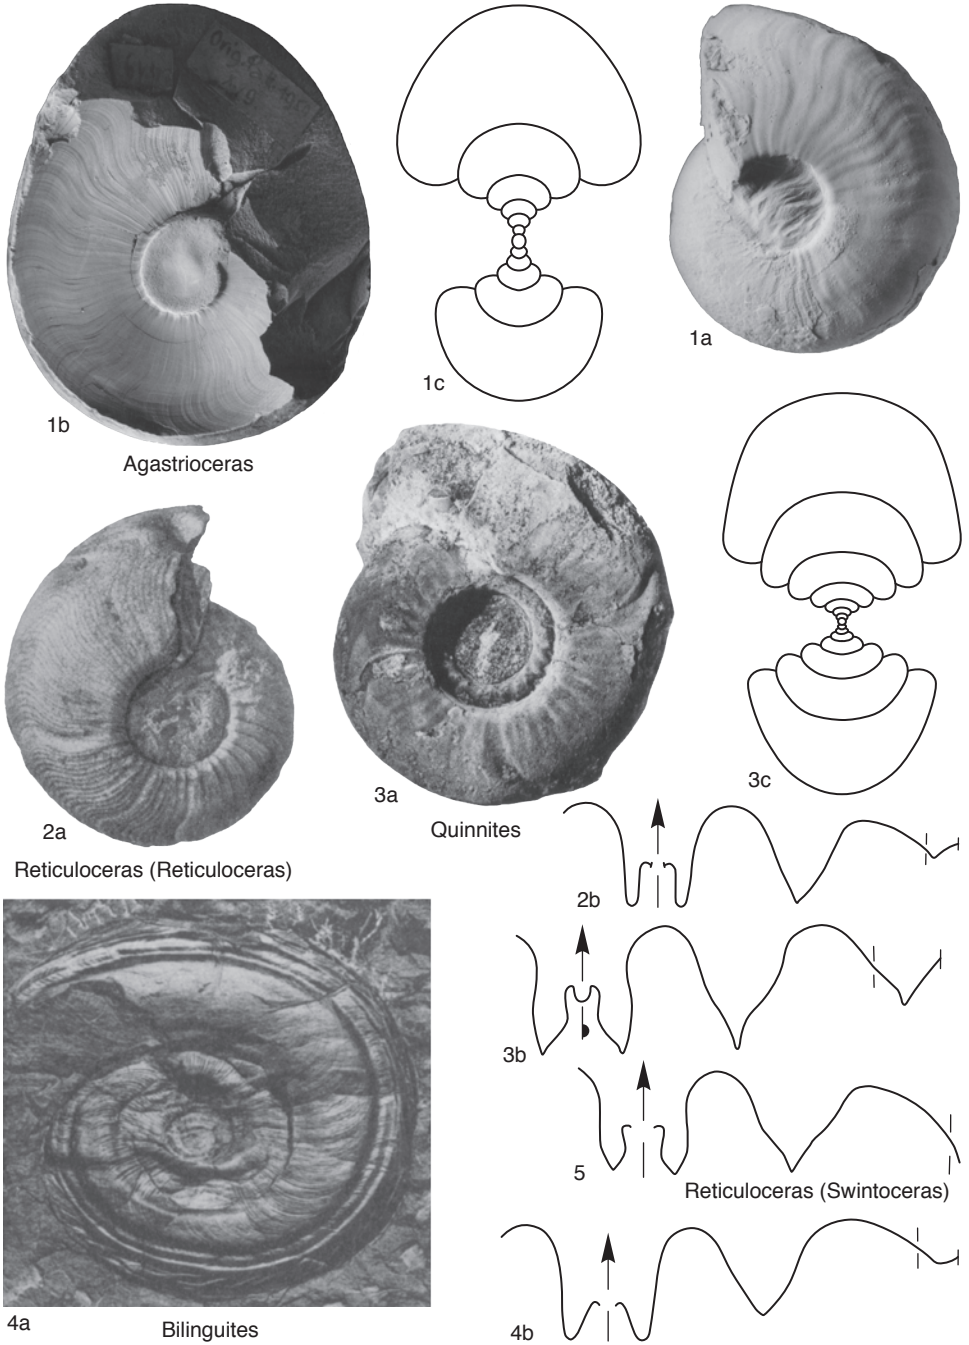 1a
1c
1b
Agastrioceras
3a
3c
2a
Quinnites
Reticuloceras (Reticuloceras)
2b
3b
5
Reticuloceras (Swintoceras)
4a
Bilinguites
4b